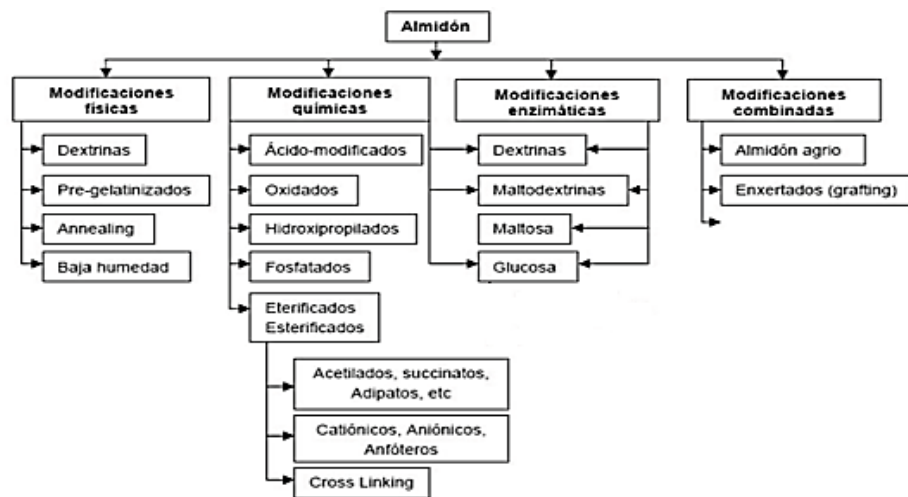 Almidón
Modificaciones
físicas
Dextrinas
Pre-gelatinizados
Annealing
Baja humedad
Modificaciones
químicas
Ácido-modificados
Oxidados
Hidroxipropilados
Fosfatados
Eterificados
Esterificados
Acetilados, succinatos,
Adipatos, etc
Catiónicos, Aniónicos,
Anfóteros
Cross Linking
Modificaciones
enzimáticas
Dextrinas
Maltodextrinas
Maltosa
Glucosa
Modificaciones
combinadas
Almidón agrio
Enxertados (grafting)